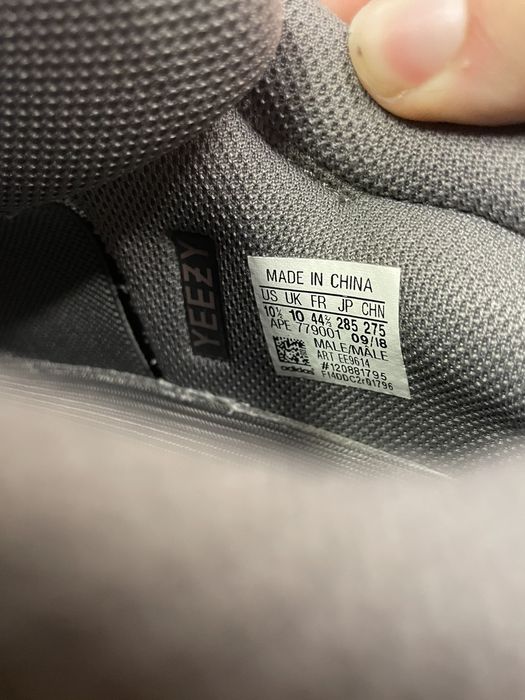 YEEZY
MADE IN CHINA
US UK FR JP CHN
10½ 10 44⅔ 285 275
APE 779001 09/18
MALE/MALE
ART EE9614
#120881795
adidas F14DDC2r01796